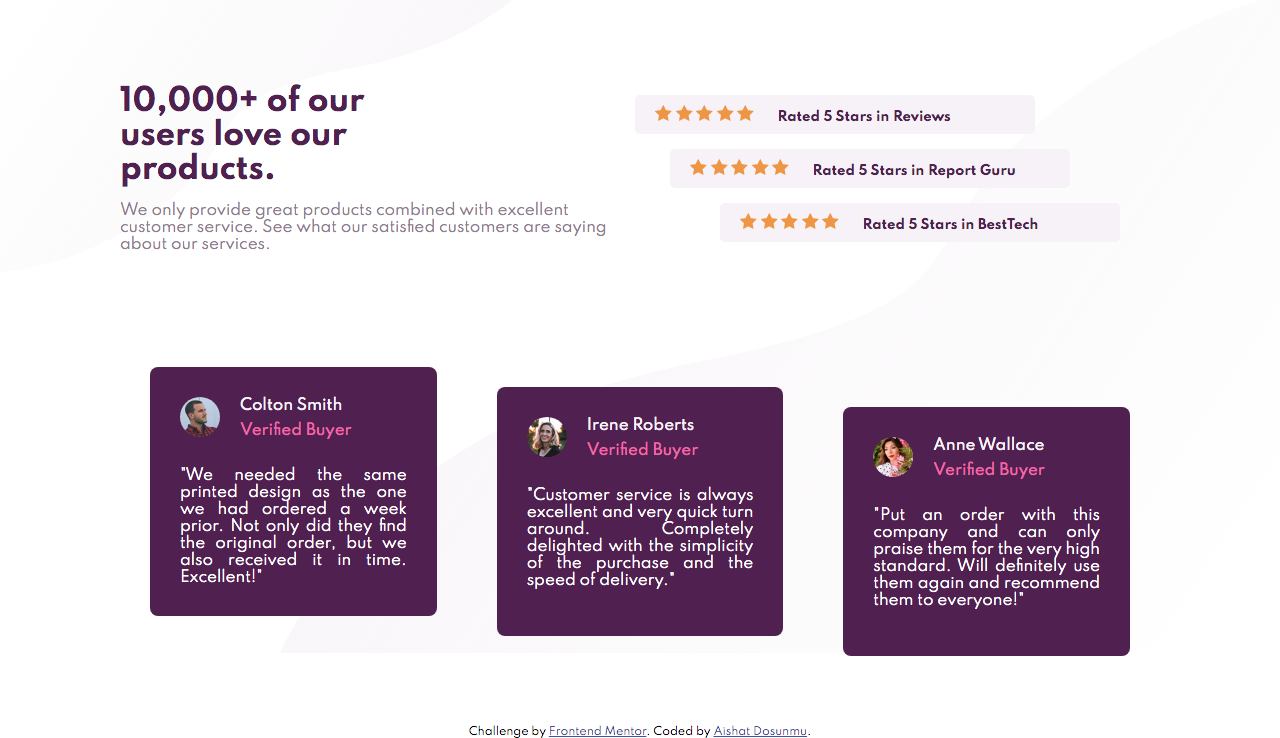 10,000+ of our
users love our
products.
We only provide great products combined with excellent
customer service. See what our satisfied customers are saying
about our services.
Rated 5 Stars in Reviews
Rated 5 Stars in Report Guru
Rated 5 Stars in BestTech
Colton Smith
Verified Buyer
"We needed the same
printed design as the one
we had ordered a week
prior. Not only did they find
the original order, but we
also received it in time.
Excellent!"
Irene Roberts
Verified Buyer
"Customer service is always
excellent and very quick turn
around. Completely
delighted with the simplicity
of the purchase and the
speed of delivery."
Anne Wallace
Verified Buyer
"Put an order with this
company and can only
praise them for the very high
standard. Will definitely use
them again and recommend
them to everyone!"
Challenge by Frontend Mentor. Coded by Aishat Dosunmu.